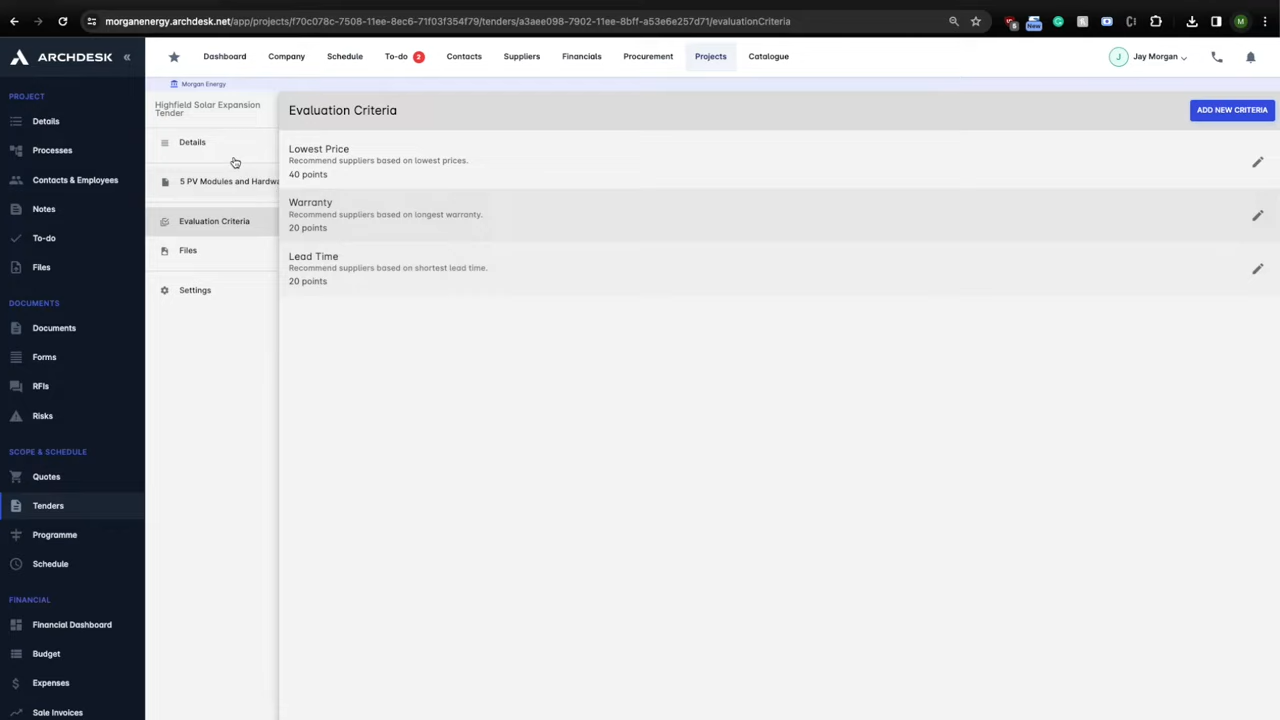 morganenergy.archdesk.net/app/projects/f70c078c-7508-11ee-8ec6-71f03f354f79/tenders/a3aee098-7902-11ee-8bff-a53e6e257d71/evaluationCriteria
New
M
ARCHDESK
Dashboard
Company
Schedule
To-do 2
Contacts
Suppliers
Financials
Procurement
Projects
Catalogue
J Jay Morgan
Morgan Energy
PROJECT
Details
Processes
Contacts & Employees
Notes
To-do
Files
DOCUMENTS
Documents
Forms
RFIs
Risks
SCOPE & SCHEDULE
Quotes
Tenders
Programme
Schedule
FINANCIAL
Financial Dashboard
Budget
Expenses
Sale Invoices
Highfield Solar Expansion
Tender
Details
5 PV Modules and Hardwa
Evaluation Criteria
Files
Settings
Evaluation Criteria
ADD NEW CRITERIA
Lowest Price
Recommend suppliers based on lowest prices.
40 points
Warranty
Recommend suppliers based on longest warranty.
20 points
Lead Time
Recommend suppliers based on shortest lead time.
20 points